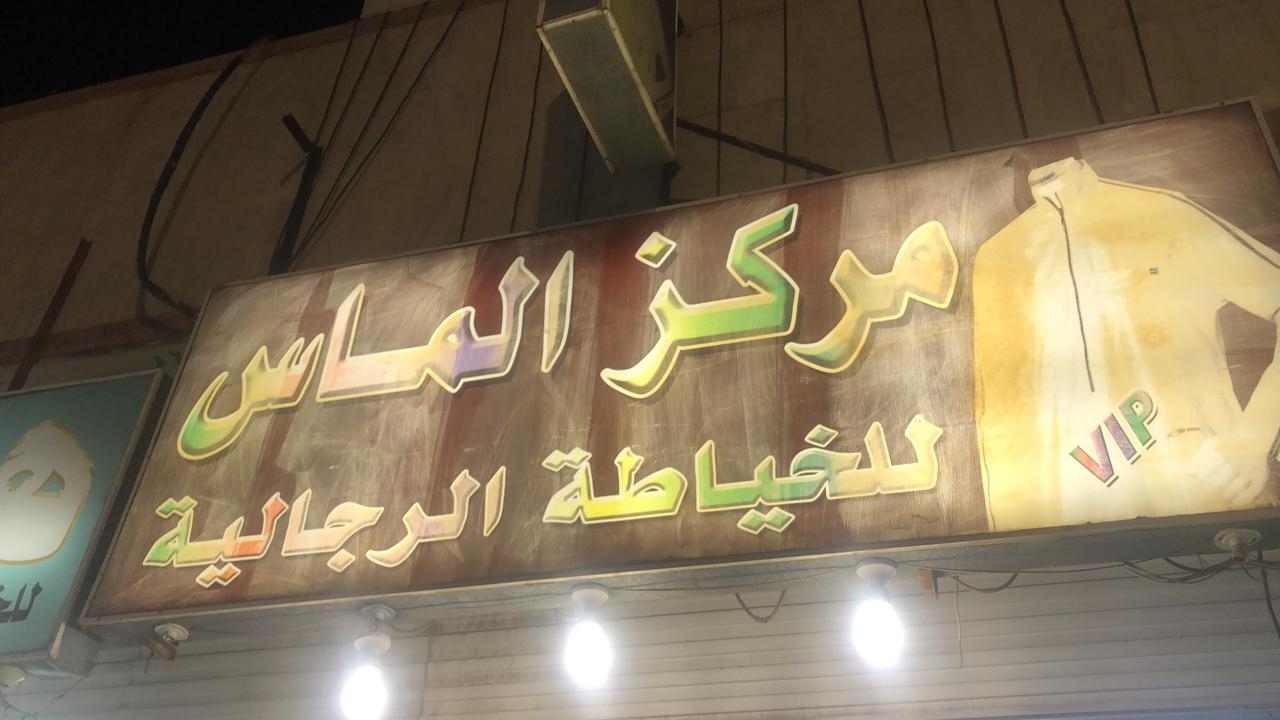 مركز الماس
للخياطة الرجالية
VIP